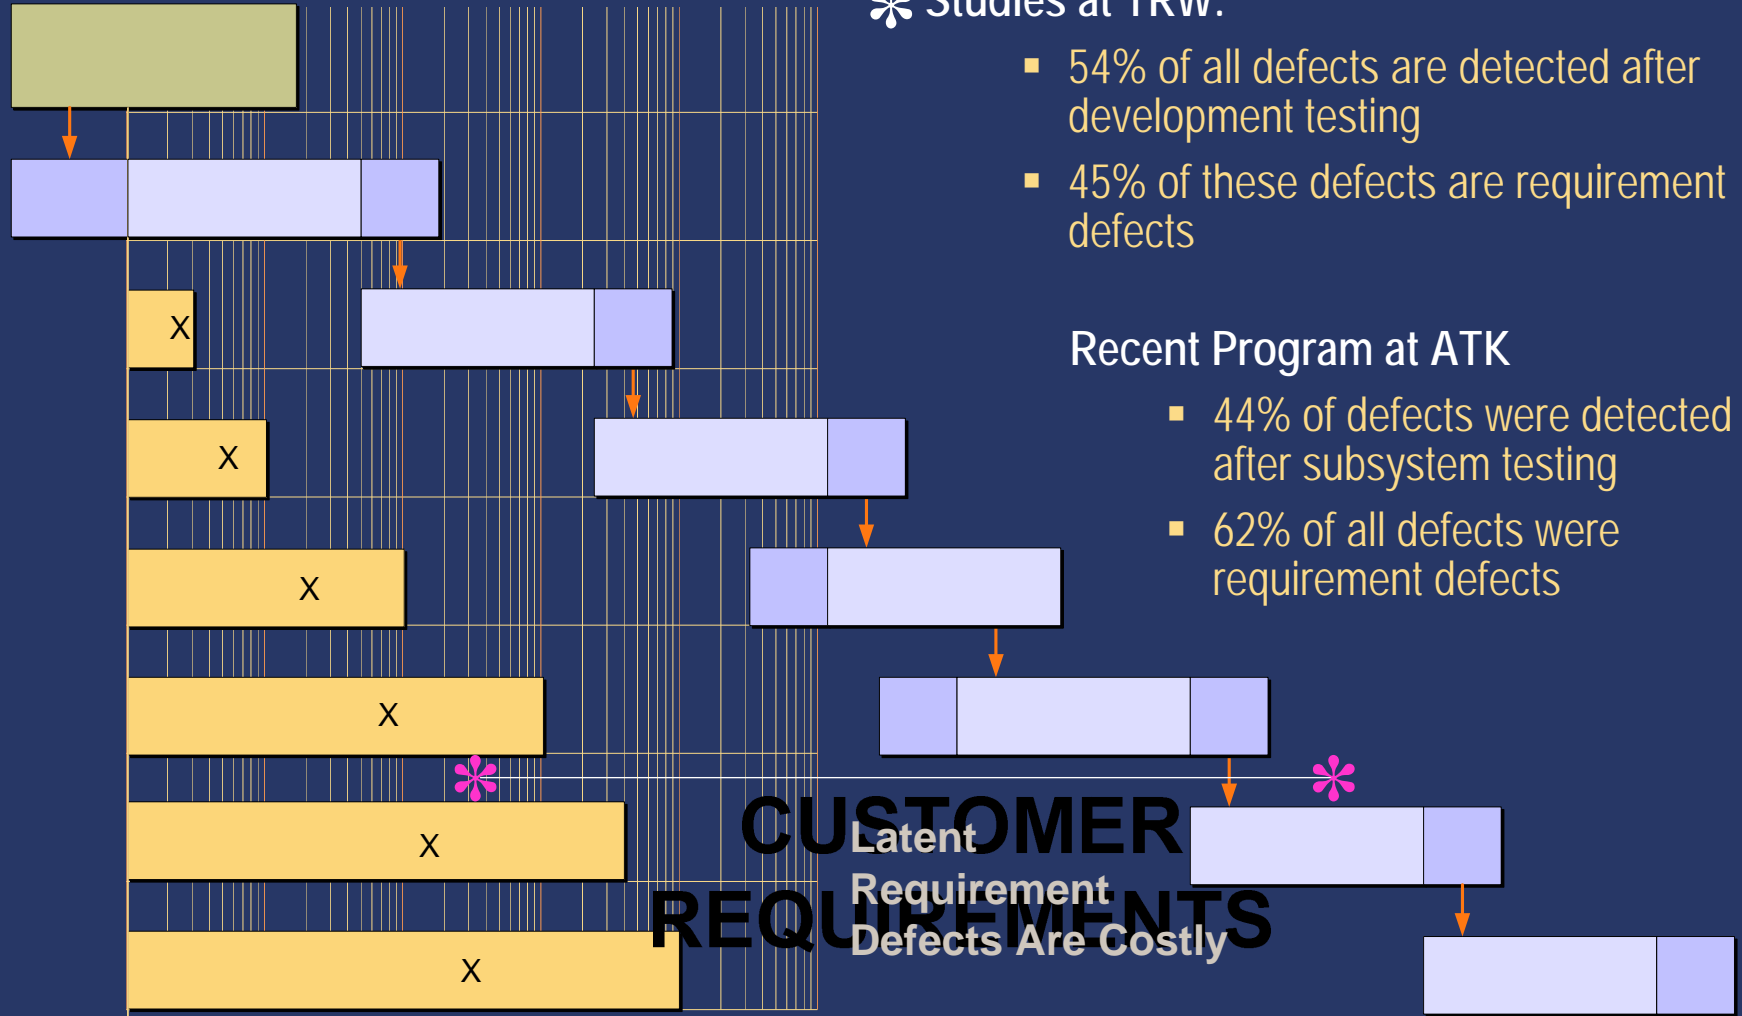 Studies at TRW:
54% of all defects are detected after
development testing
45% of these defects are requirement
defects
Recent Program at ATK
44% of defects were detected
after subsystem testing
62% of all defects were
requirement defects
X
X
X
X
X
X
CUSTOMER
REQUIREMENTS
Latent
Requirement
Defects Are Costly